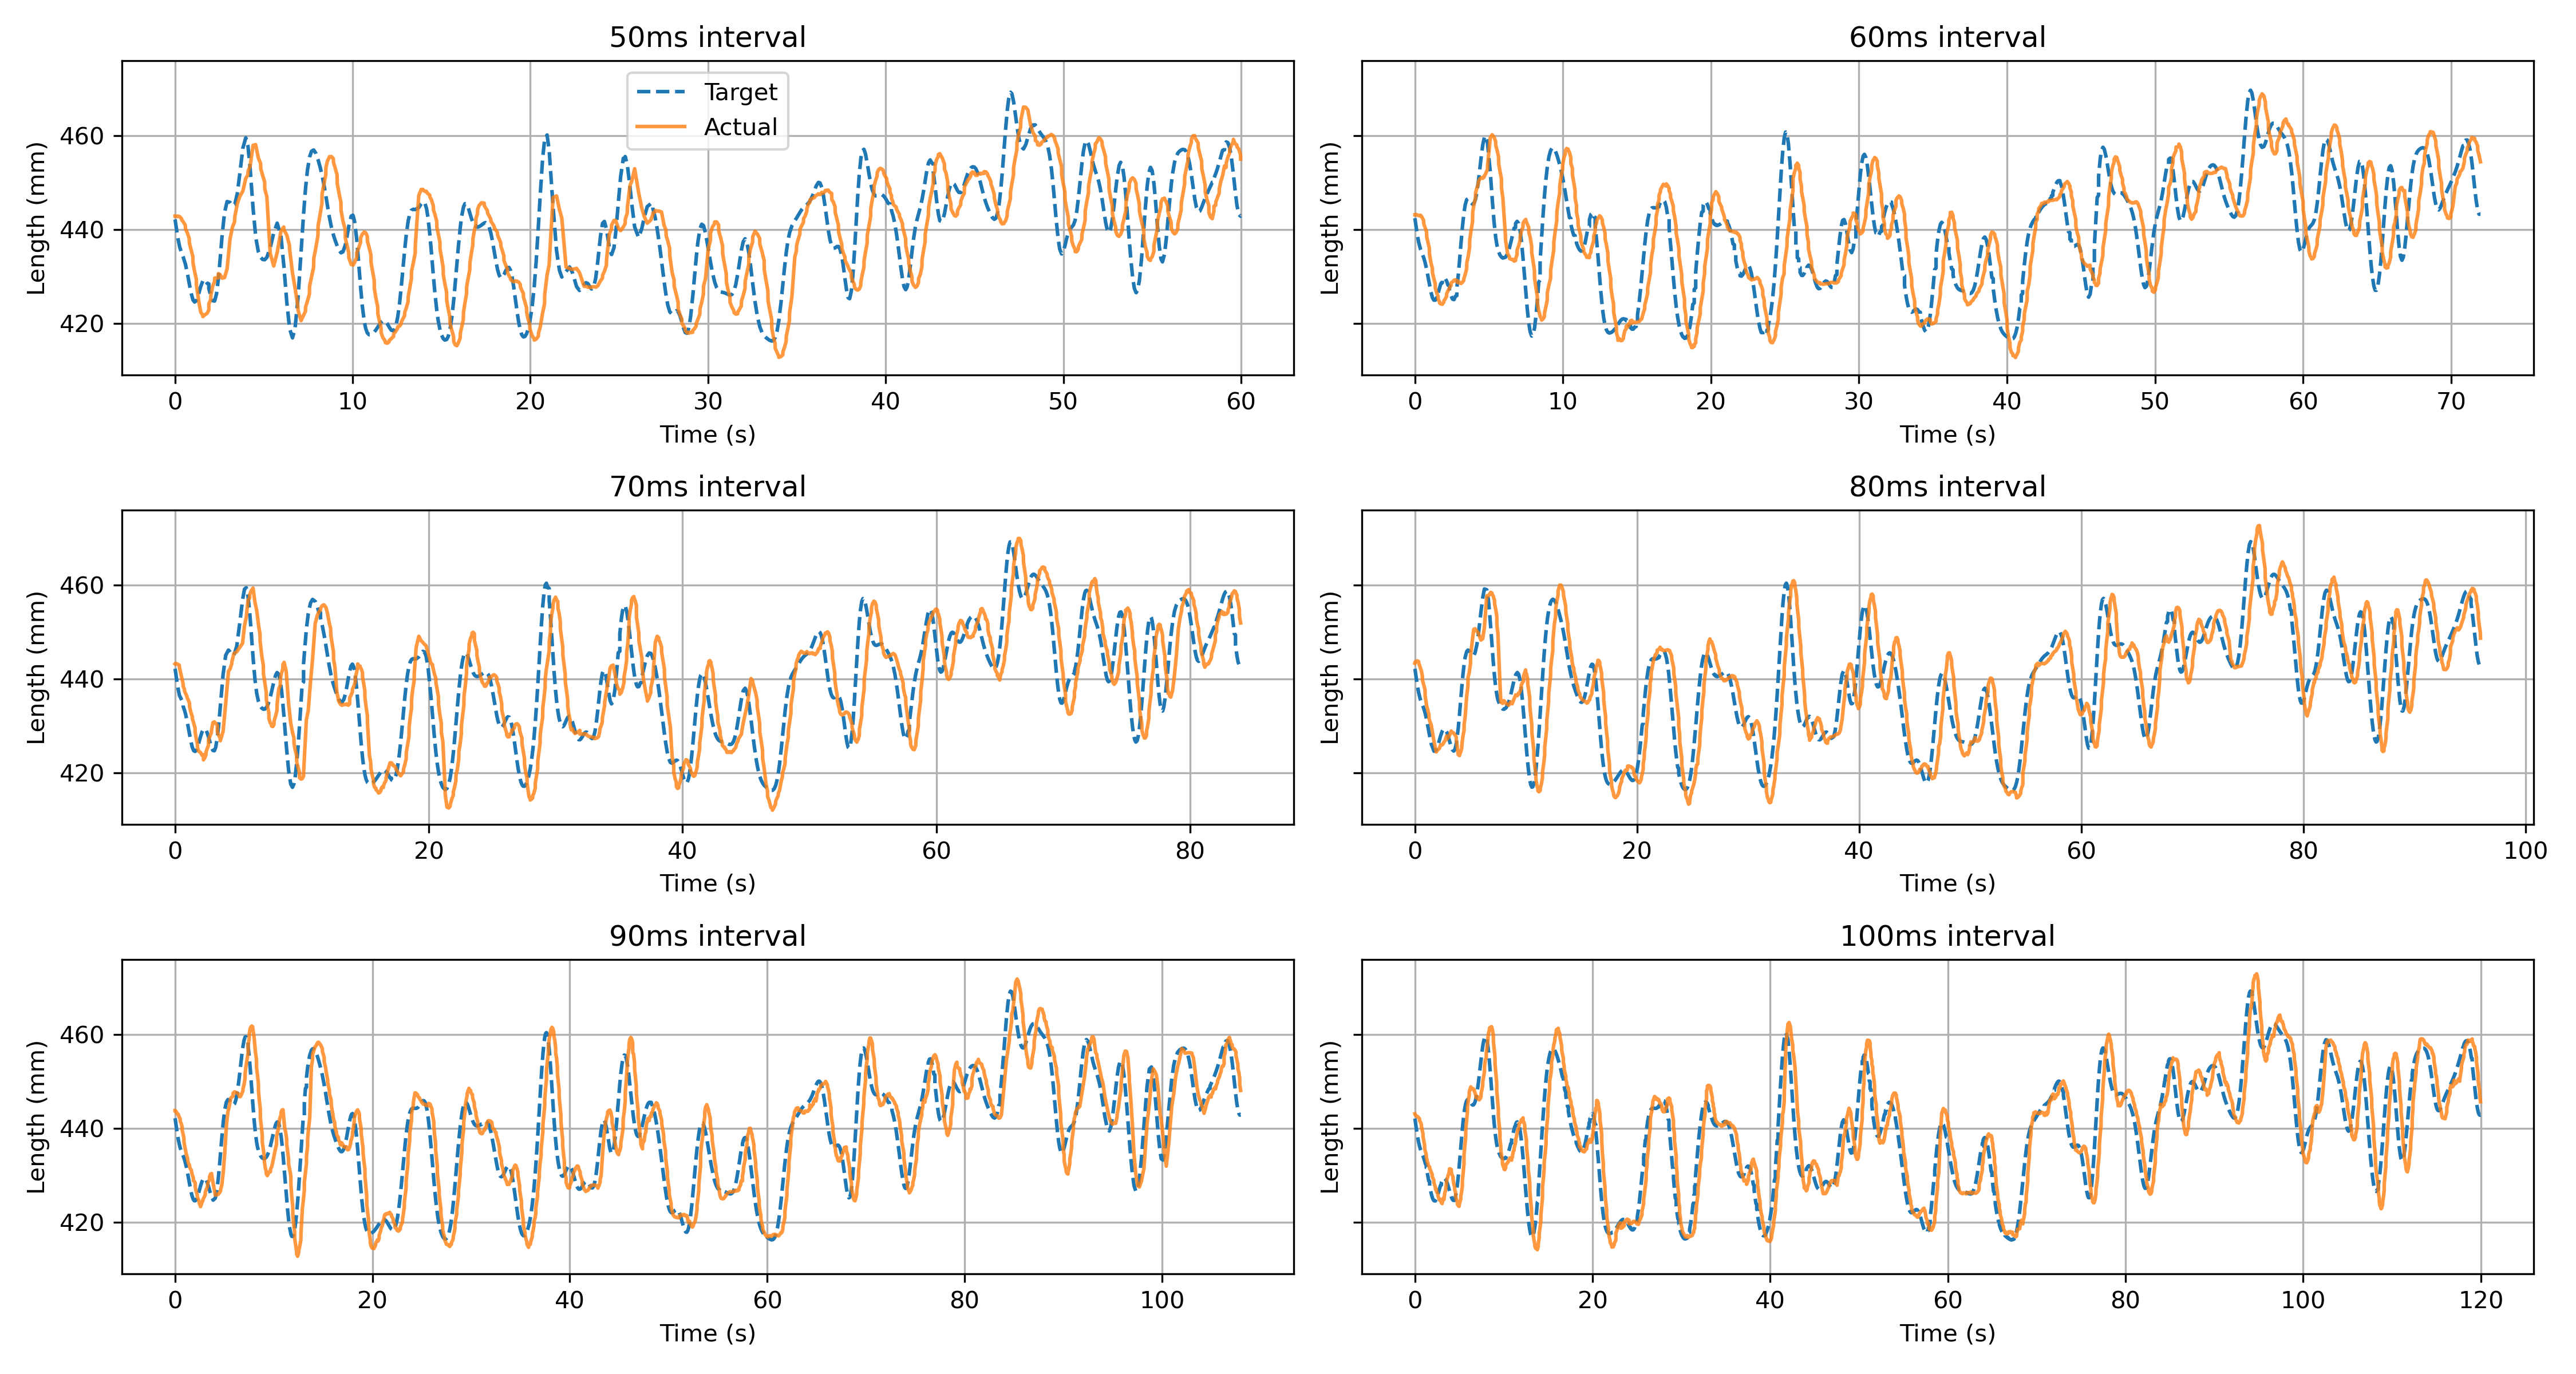 50ms interval
60ms interval
Target
Actual
Length (mm)
460
440
420
0 10 20 30 40 50 60
Time (s)
Length (mm)
0 10 20 30 40 50 60 70
Time (s)
70ms interval
80ms interval
Length (mm)
460
440
420
0 20 40 60 80
Time (s)
Length (mm)
0 20 40 60 80 100
Time (s)
90ms interval
100ms interval
Length (mm)
460
440
420
0 20 40 60 80 100
Time (s)
Length (mm)
0 20 40 60 80 100 120
Time (s)